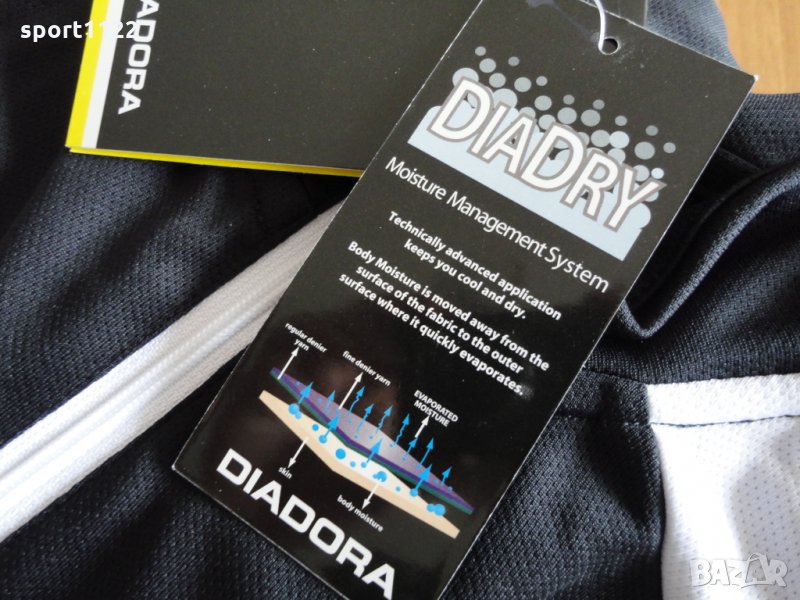 sport1122
DIADORA
DIADRY
Moisture Management System
Technically advanced application
keeps you cool and dry.
Body Moisture is moved away from the
surface of the fabric to the outer
surface where it quickly evaporates.
regular denier
yarn
fine denier yarn
EVAPORATED
MOISTURE
skin
body moisture
DIADORA
BAZAR